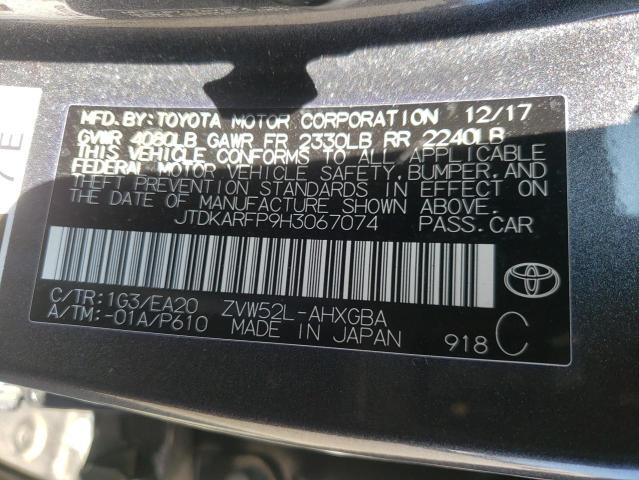 MFD.BY:TOYOTA MOTOR CORPORATION 12/17
GVWR 4080LB GAWR FR 2330LB RR 2240LB
THIS VEHICLE CONFORMS TO ALL APPLICABLE
FEDERAL MOTOR VEHICLE SAFETY, BUMPER, AND
THEFT PREVENTION STANDARDS IN EFFECT ON
THE DATE OF MANUFACTURE SHOWN ABOVE.
JTDKARFP9H3067074 PASS.CAR
C/TR:1G3/EA20 ZVW52L-AHXGBA
A/TM:-01A/P610 MADE IN JAPAN
918 C